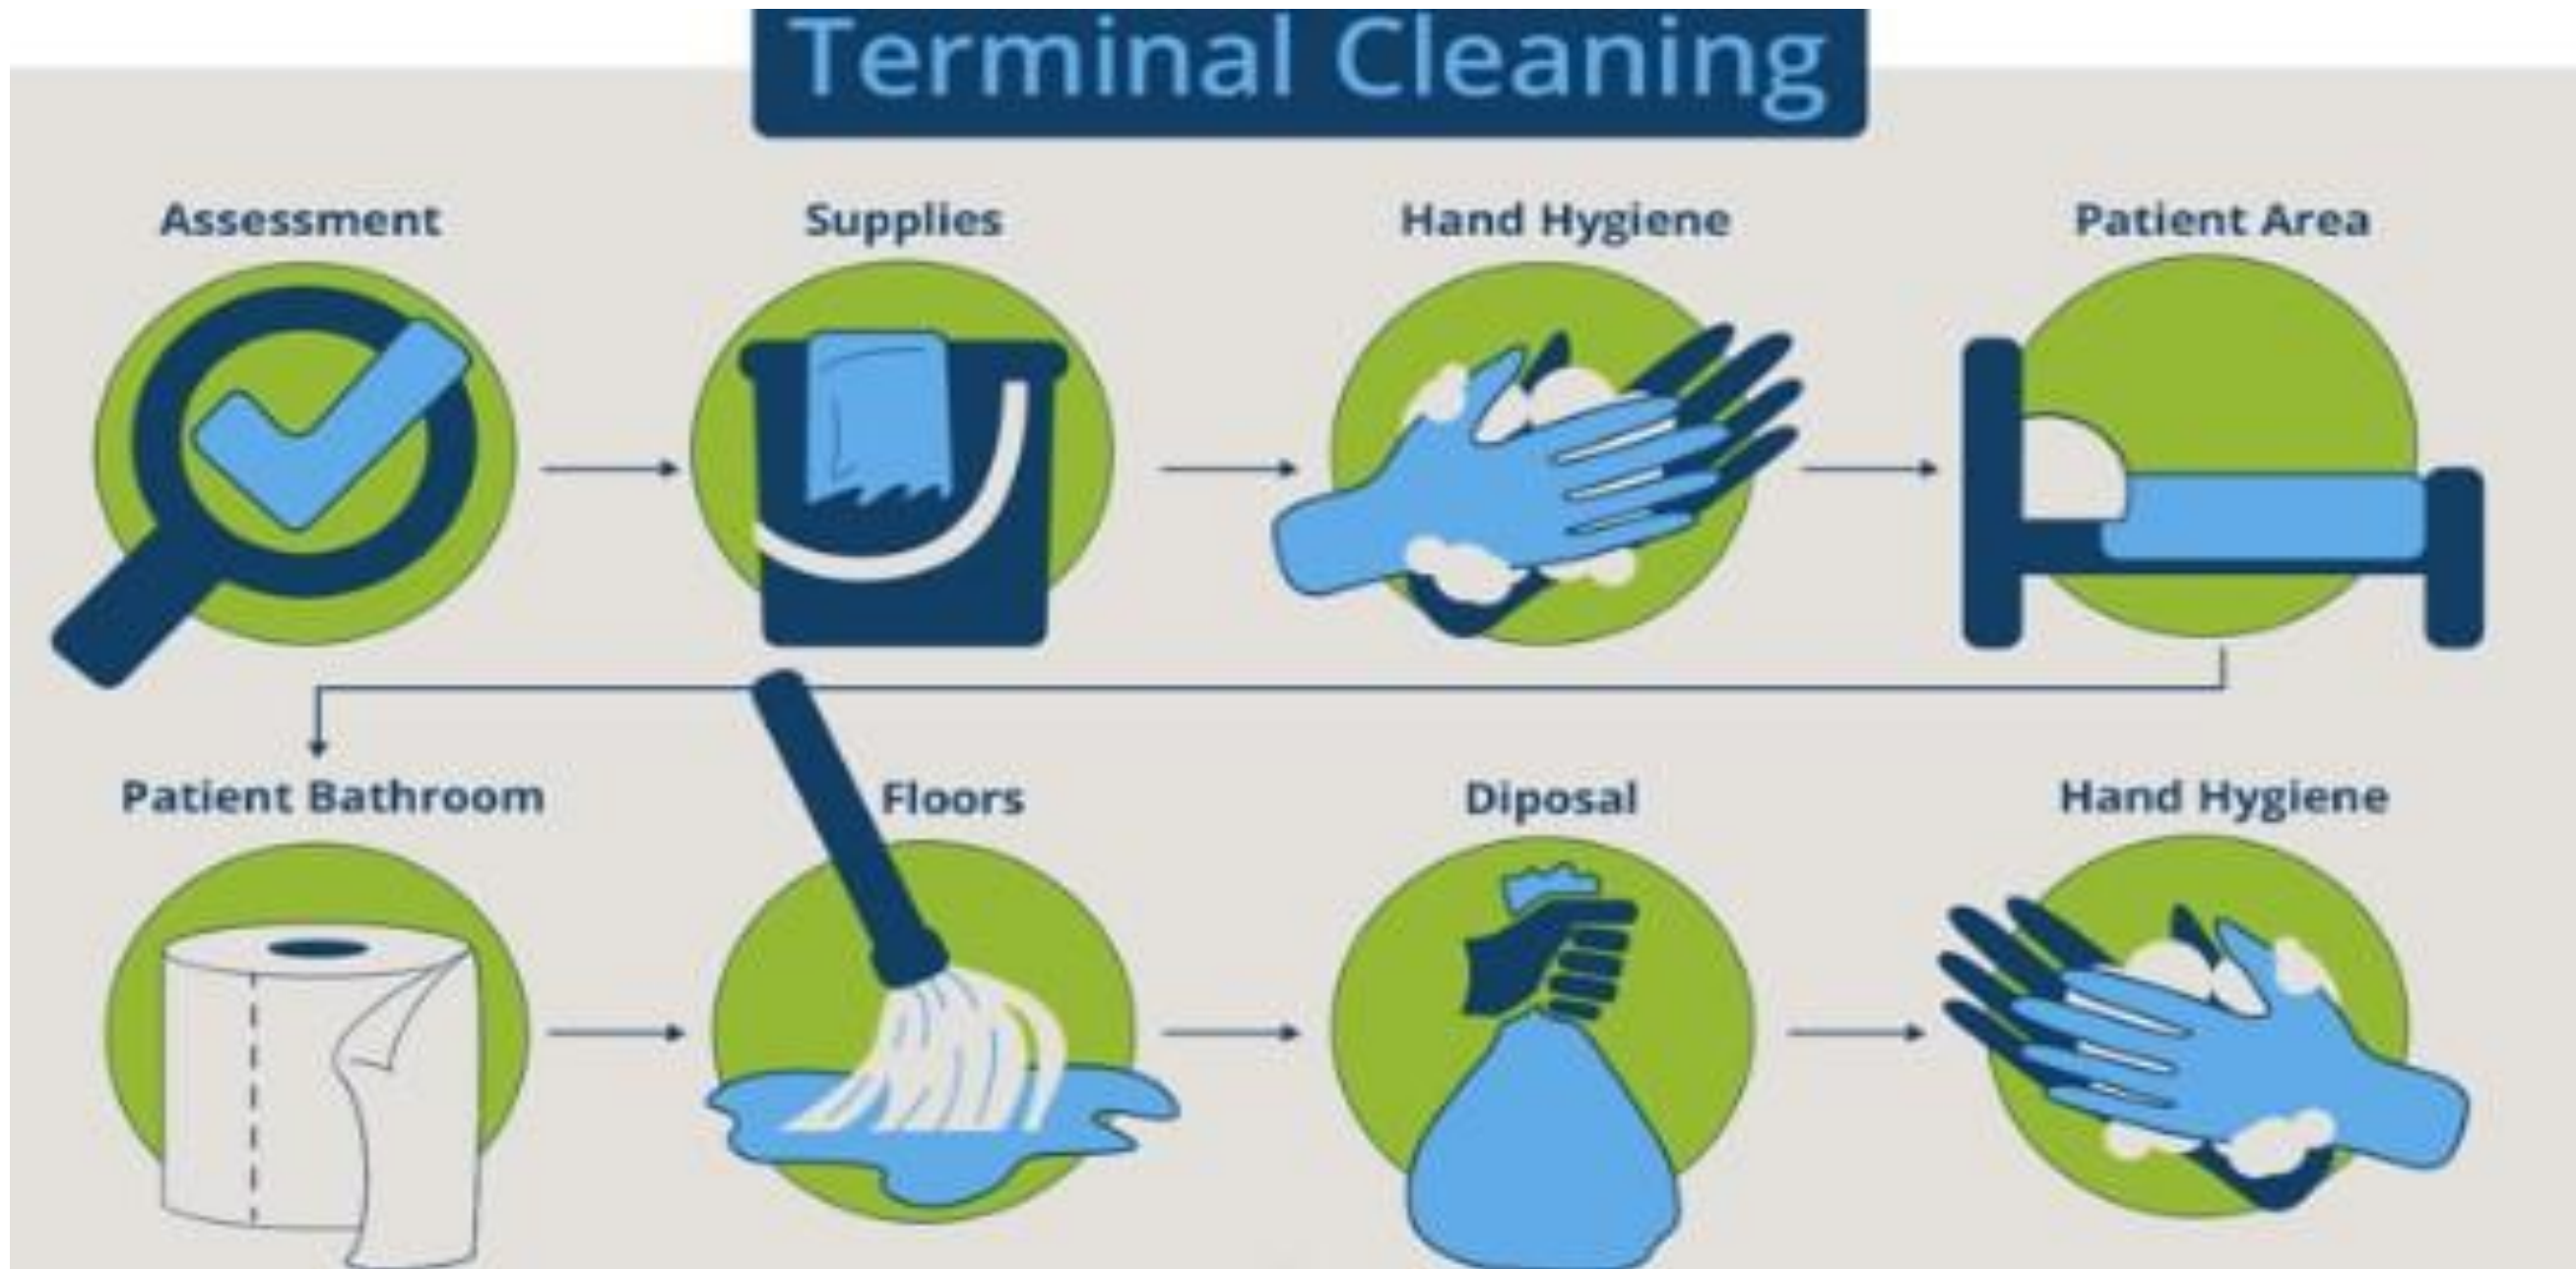 Terminal Cleaning
Assessment
Supplies
Hand Hygiene
Patient Area
Patient Bathroom
Floors
Diposal
Hand Hygiene